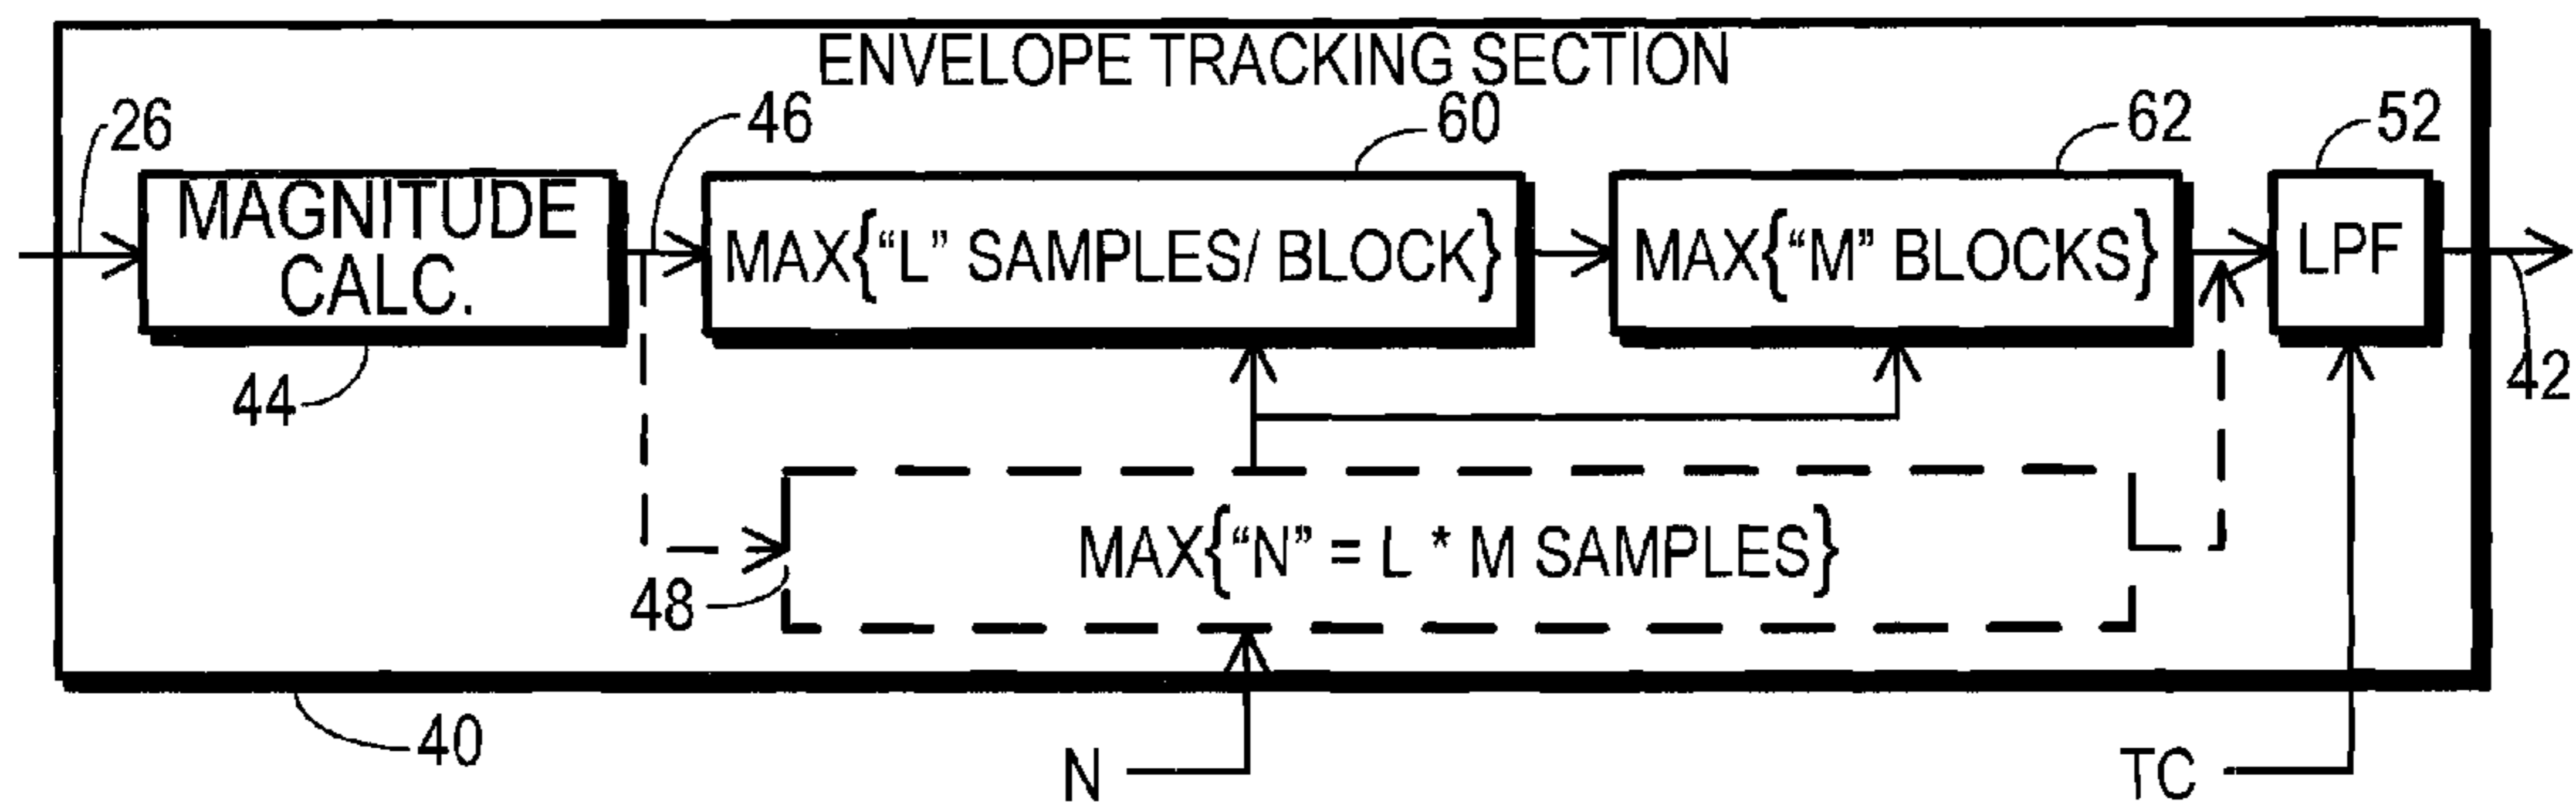 ENVELOPE TRACKING SECTION
26
46
60
62
52
MAGNITUDE
CALC.
MAX{“L” SAMPLES/ BLOCK}
MAX{“M” BLOCKS}
LPF
44
42
MAX{“N” = L * M SAMPLES}
48
40
N
TC